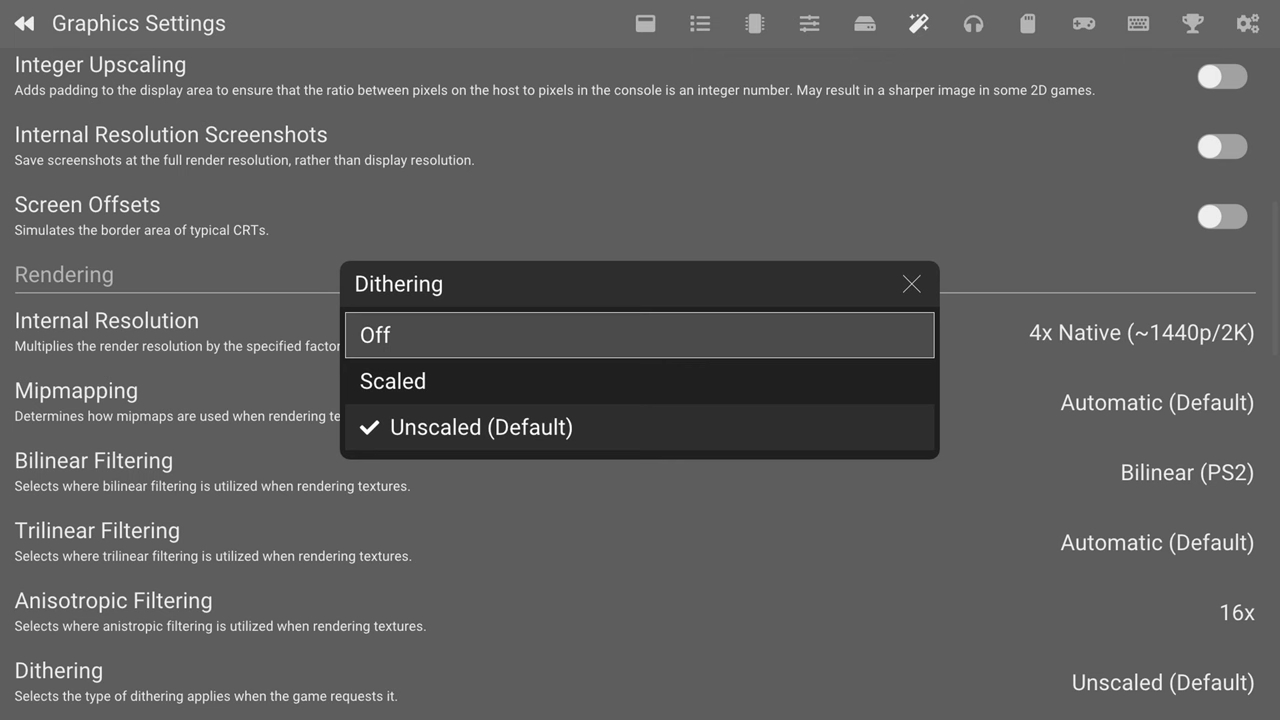 Graphics Settings
Integer Upscaling
Adds padding to the display area to ensure that the ratio between pixels on the host to pixels in the console is an integer number. May result in a sharper image in some 2D games.
Internal Resolution Screenshots
Save screenshots at the full render resolution, rather than display resolution.
Screen Offsets
Simulates the border area of typical CRTs.
Rendering
Dithering
Off
Scaled
Unscaled (Default)
Internal Resolution
4x Native (~1440p/2K)
Multiplies the render resolution by the specified factor
Mipmapping
Automatic (Default)
Determines how mipmaps are used when rendering te
Bilinear Filtering
Bilinear (PS2)
Selects where bilinear filtering is utilized when rendering textures.
Trilinear Filtering
Automatic (Default)
Selects where trilinear filtering is utilized when rendering textures.
Anisotropic Filtering
16x
Selects where anistropic filtering is utilized when rendering textures.
Dithering
Unscaled (Default)
Selects the type of dithering applies when the game requests it.